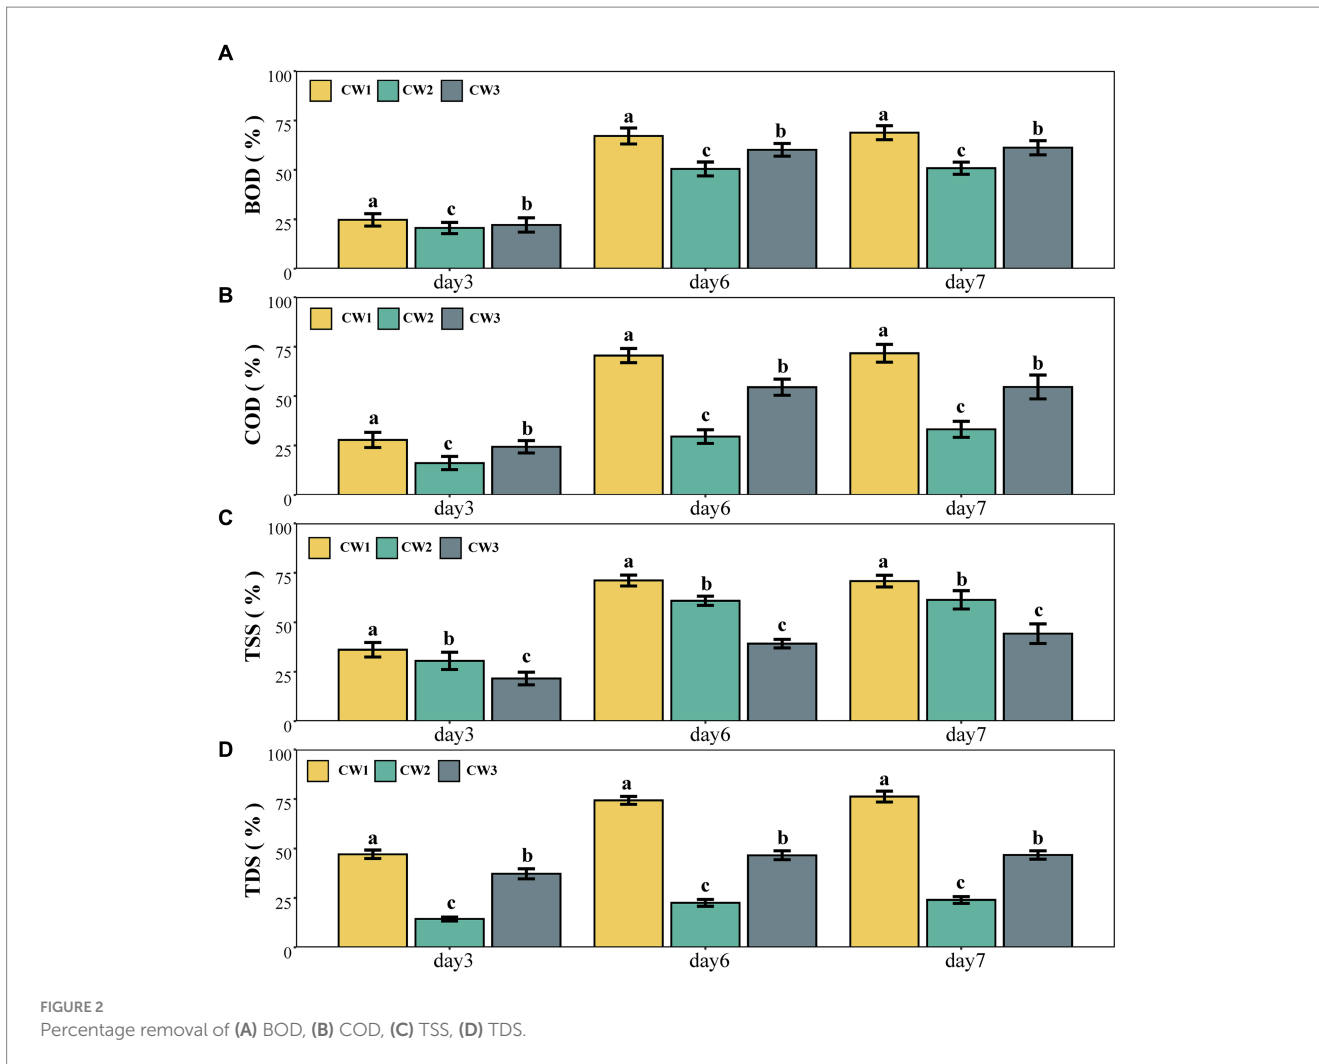 A
100
75
50
25
0
BOD ( % )
CW1 CW2 CW3
a c b a c b a c b
day3 day6 day7
B
100
75
50
25
0
COD ( % )
CW1 CW2 CW3
a c b a c b a c b
day3 day6 day7
C
100
75
50
25
0
TSS ( % )
CW1 CW2 CW3
a b c a b c a b c
day3 day6 day7
D
100
75
50
25
0
TDS ( % )
CW1 CW2 CW3
a c b a c b a c b
day3 day6 day7
FIGURE 2
Percentage removal of (A) BOD, (B) COD, (C) TSS, (D) TDS.